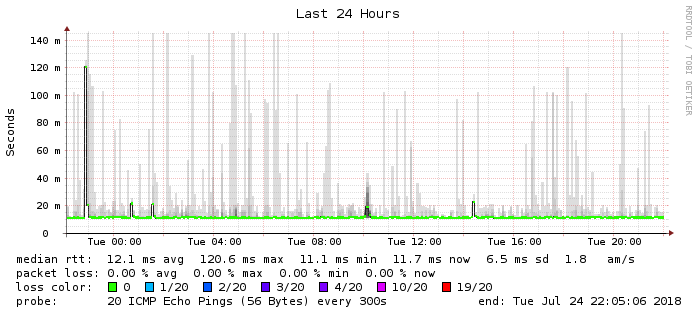 Last 24 Hours
RRDTOOL / TOBI OETIKER
Seconds
140 m
120 m
100 m
80 m
60 m
40 m
20 m
0
Tue 00:00 Tue 04:00 Tue 08:00 Tue 12:00 Tue 16:00 Tue 20:00
median rtt: 12.1 ms avg 120.6 ms max 11.1 ms min 11.7 ms now 6.5 ms sd 1.8 am/s
packet loss: 0.00 % avg 0.00 % max 0.00 % min 0.00 % now
loss color: 0 1/20 2/20 3/20 4/20 10/20 19/20
probe: 20 ICMP Echo Pings (56 Bytes) every 300s end: Tue Jul 24 22:05:06 2018